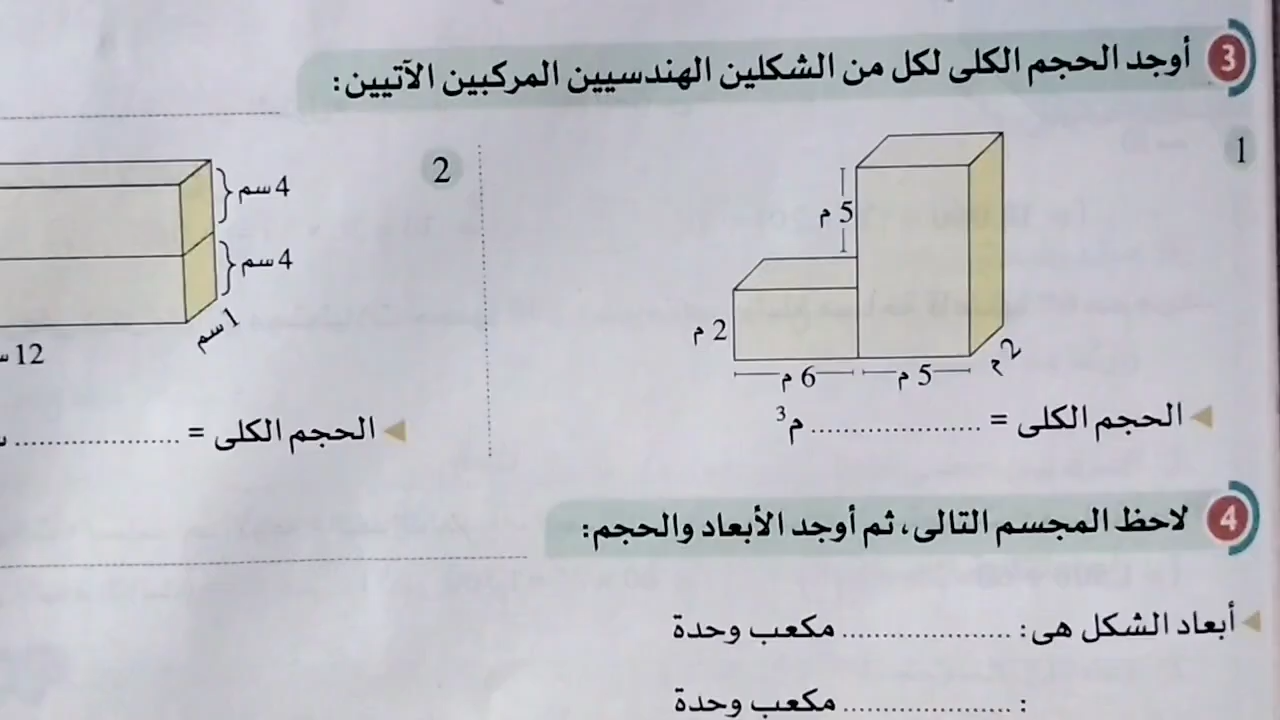 3 أوجد الحجم الكلى لكل من الشكلين الهندسيين المركبين الآتيين:
1
5 م
2 م
6 م
5 م
2 م
الحجم الكلى = .................... م³
2
4 سم
4 سم
1 سم
12
الحجم الكلى = ....................
4 لاحظ المجسم التالى، ثم أوجد الأبعاد والحجم:
أبعاد الشكل هى: .................... مكعب وحدة
: .................... مكعب وحدة